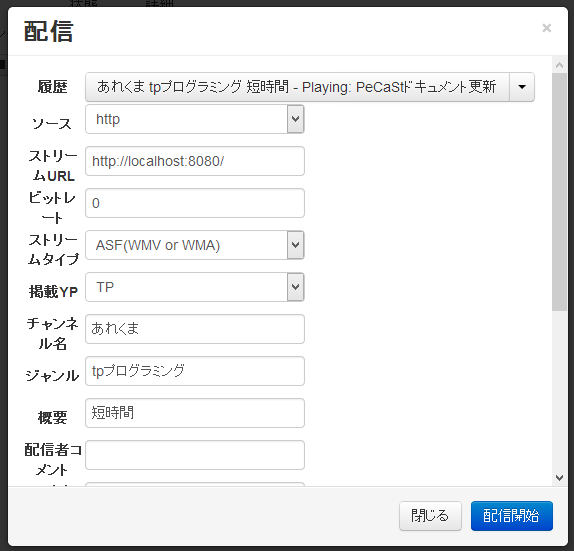 配信
×
履歴
あれくま tpプログラミング 短時間 - Playing: PeCaStドキュメント更新
ソース
http
ストリー
ムURL
http://localhost:8080/
ビットレ
ート
0
ストリー
ムタイプ
ASF(WMV or WMA)
掲載YP
TP
チャンネ
ル名
あれくま
ジャンル
tpプログラミング
概要
短時間
配信者コ
メント
閉じる
配信開始